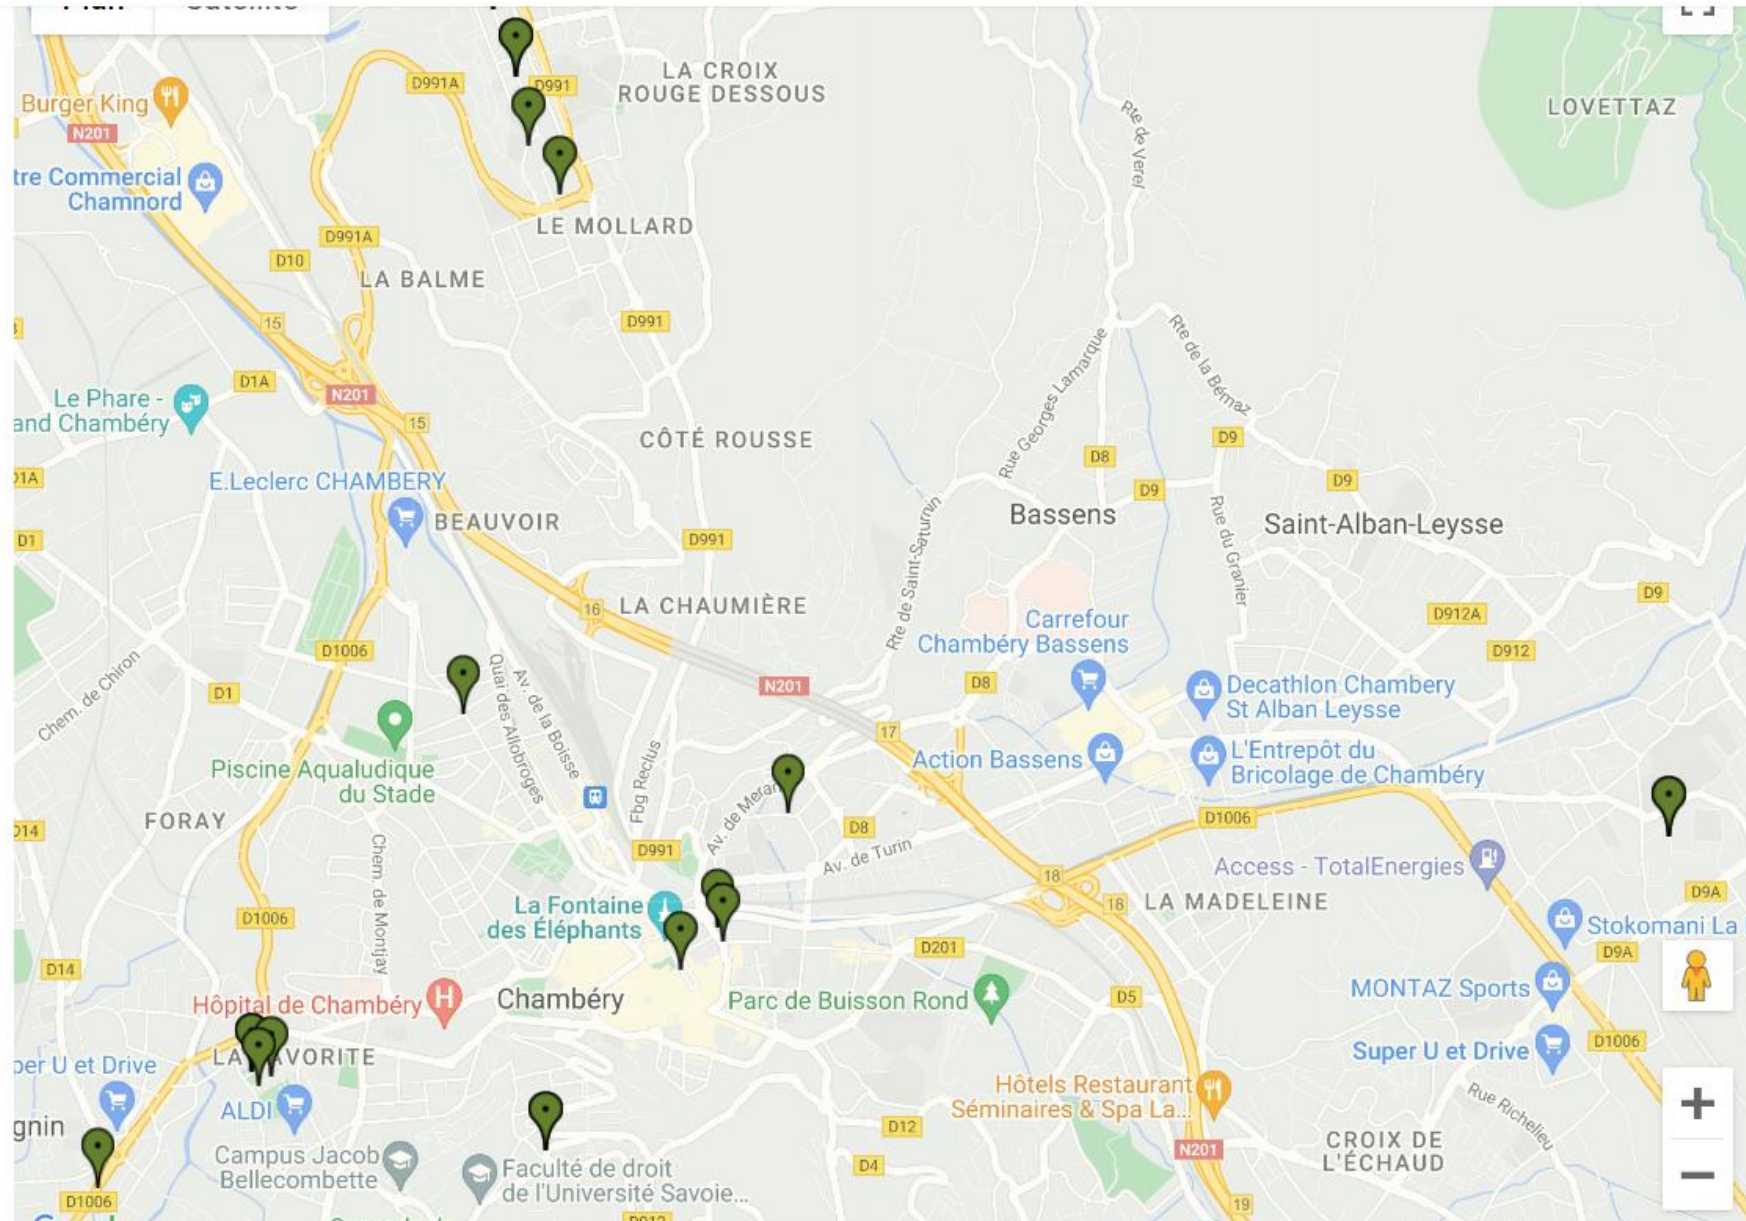 LA CROIX
ROUGE DESSOUS
D991A
D991
LOVETTAZ
Burger King
N201
Rte de Verel
tre Commercial
Chamnord
LE MOLLARD
D991A
D10
LA BALME
15
D991
Rte de la Bémaz
Rue Georges Lamarque
D1A
N201
Le Phare -
and Chambéry
15
CÔTÉ ROUSSE
D9
D8
D1A
E.Leclerc CHAMBERY
D9
D9
BEAUVOIR
Bassens
Saint-Alban-Leysse
D1
D991
Rte de Saint-Saturnin
Rue du Granier
16
LA CHAUMIÈRE
D9
D912A
Carrefour
Chambéry Bassens
D1006
D912
Chem. de Chiron
D1
Quai des Allobroges
Av. de la Boisse
N201
D8
Decathlon Chambery
St Alban Leysse
17
Piscine Aqualudique
du Stade
Fbg Reclus
Action Bassens
L'Entrepôt du
Bricolage de Chambéry
FORAY
D14
Av. de
D8
D1006
D991
Av. de Turin
Chem. de Montjay
Access - TotalEnergies
18
D9A
D1006
La Fontaine
des Éléphants
18
LA MADELEINE
Stokomani La
D201
D9A
D14
Hôpital de Chambéry
Chambéry
Parc de Buisson Rond
D5
MONTAZ Sports
LA FAVORITE
per U et Drive
Super U et Drive
D1006
Hôtels Restaurant
Séminaires & Spa La...
ALDI
Rue Richelieu
gnin
D12
N201
CROIX DE
L'ÉCHAUD
Campus Jacob
Bellecombette
Faculté de droit
de l'Université Savoie...
D4
D1006
19